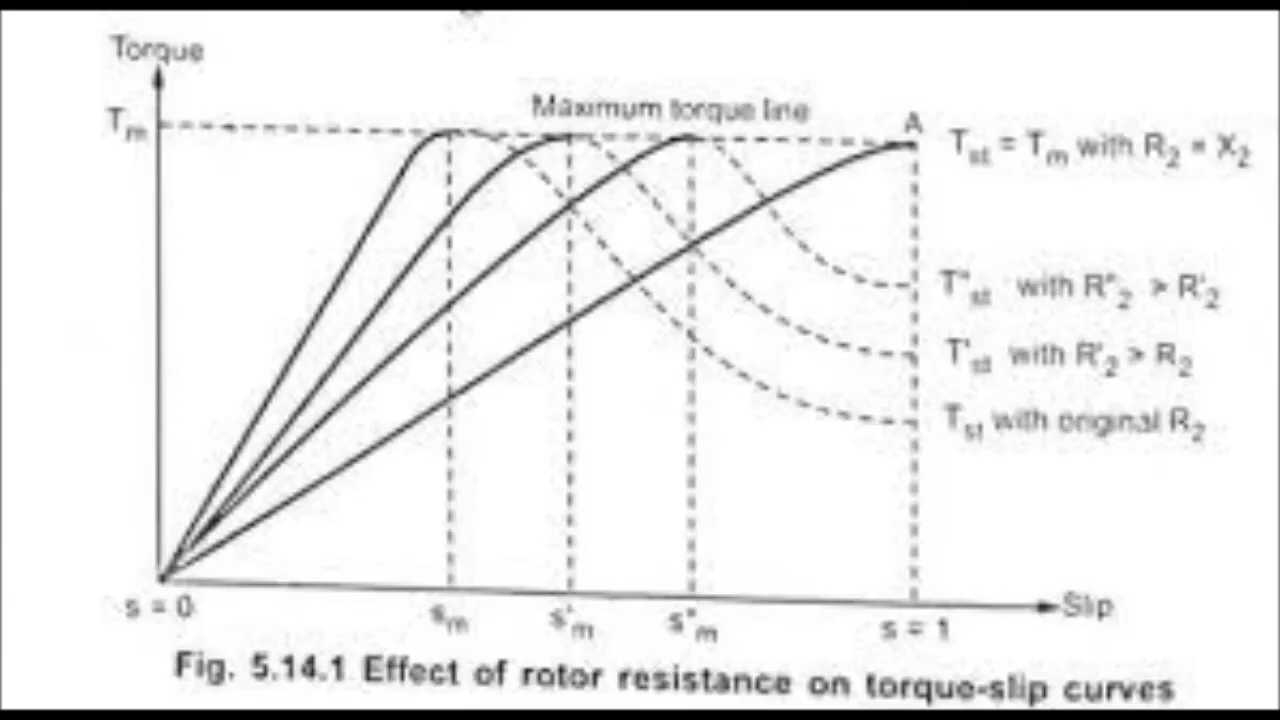 Torque
Maximum torque line
Tm
A
Tst = Tm with R2 = X2
T"st with R"2 > R'2
T'st with R'2 > R2
Tst with original R2
s = 0
sm
s'm
s"m
s = 1
Slip
Fig. 5.14.1 Effect of rotor resistance on torque-slip curves